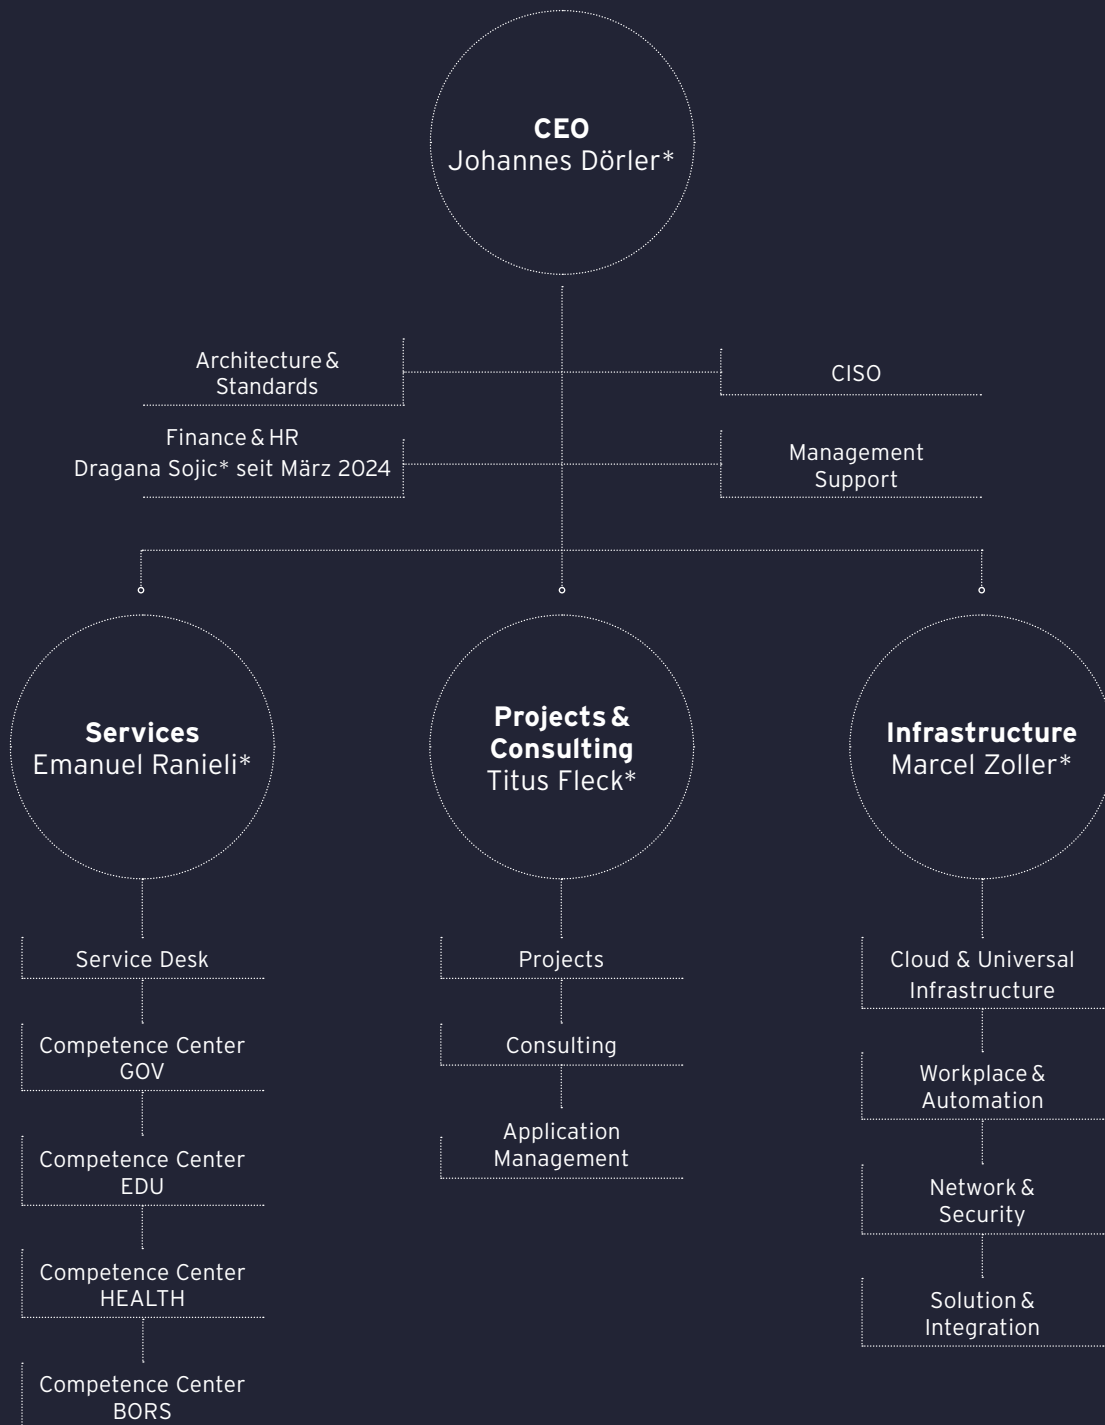 CEO
Johannes Dörler*
Architecture &
Standards
CISO
Finance & HR
Dragana Sojic* seit März 2024
Management
Support
Services
Emanuel Ranieli*
Projects &
Consulting
Titus Fleck*
Infrastructure
Marcel Zoller*
Service Desk
Competence Center
GOV
Competence Center
EDU
Competence Center
HEALTH
Competence Center
BORS
Projects
Consulting
Application
Management
Cloud & Universal
Infrastructure
Workplace &
Automation
Network &
Security
Solution &
Integration